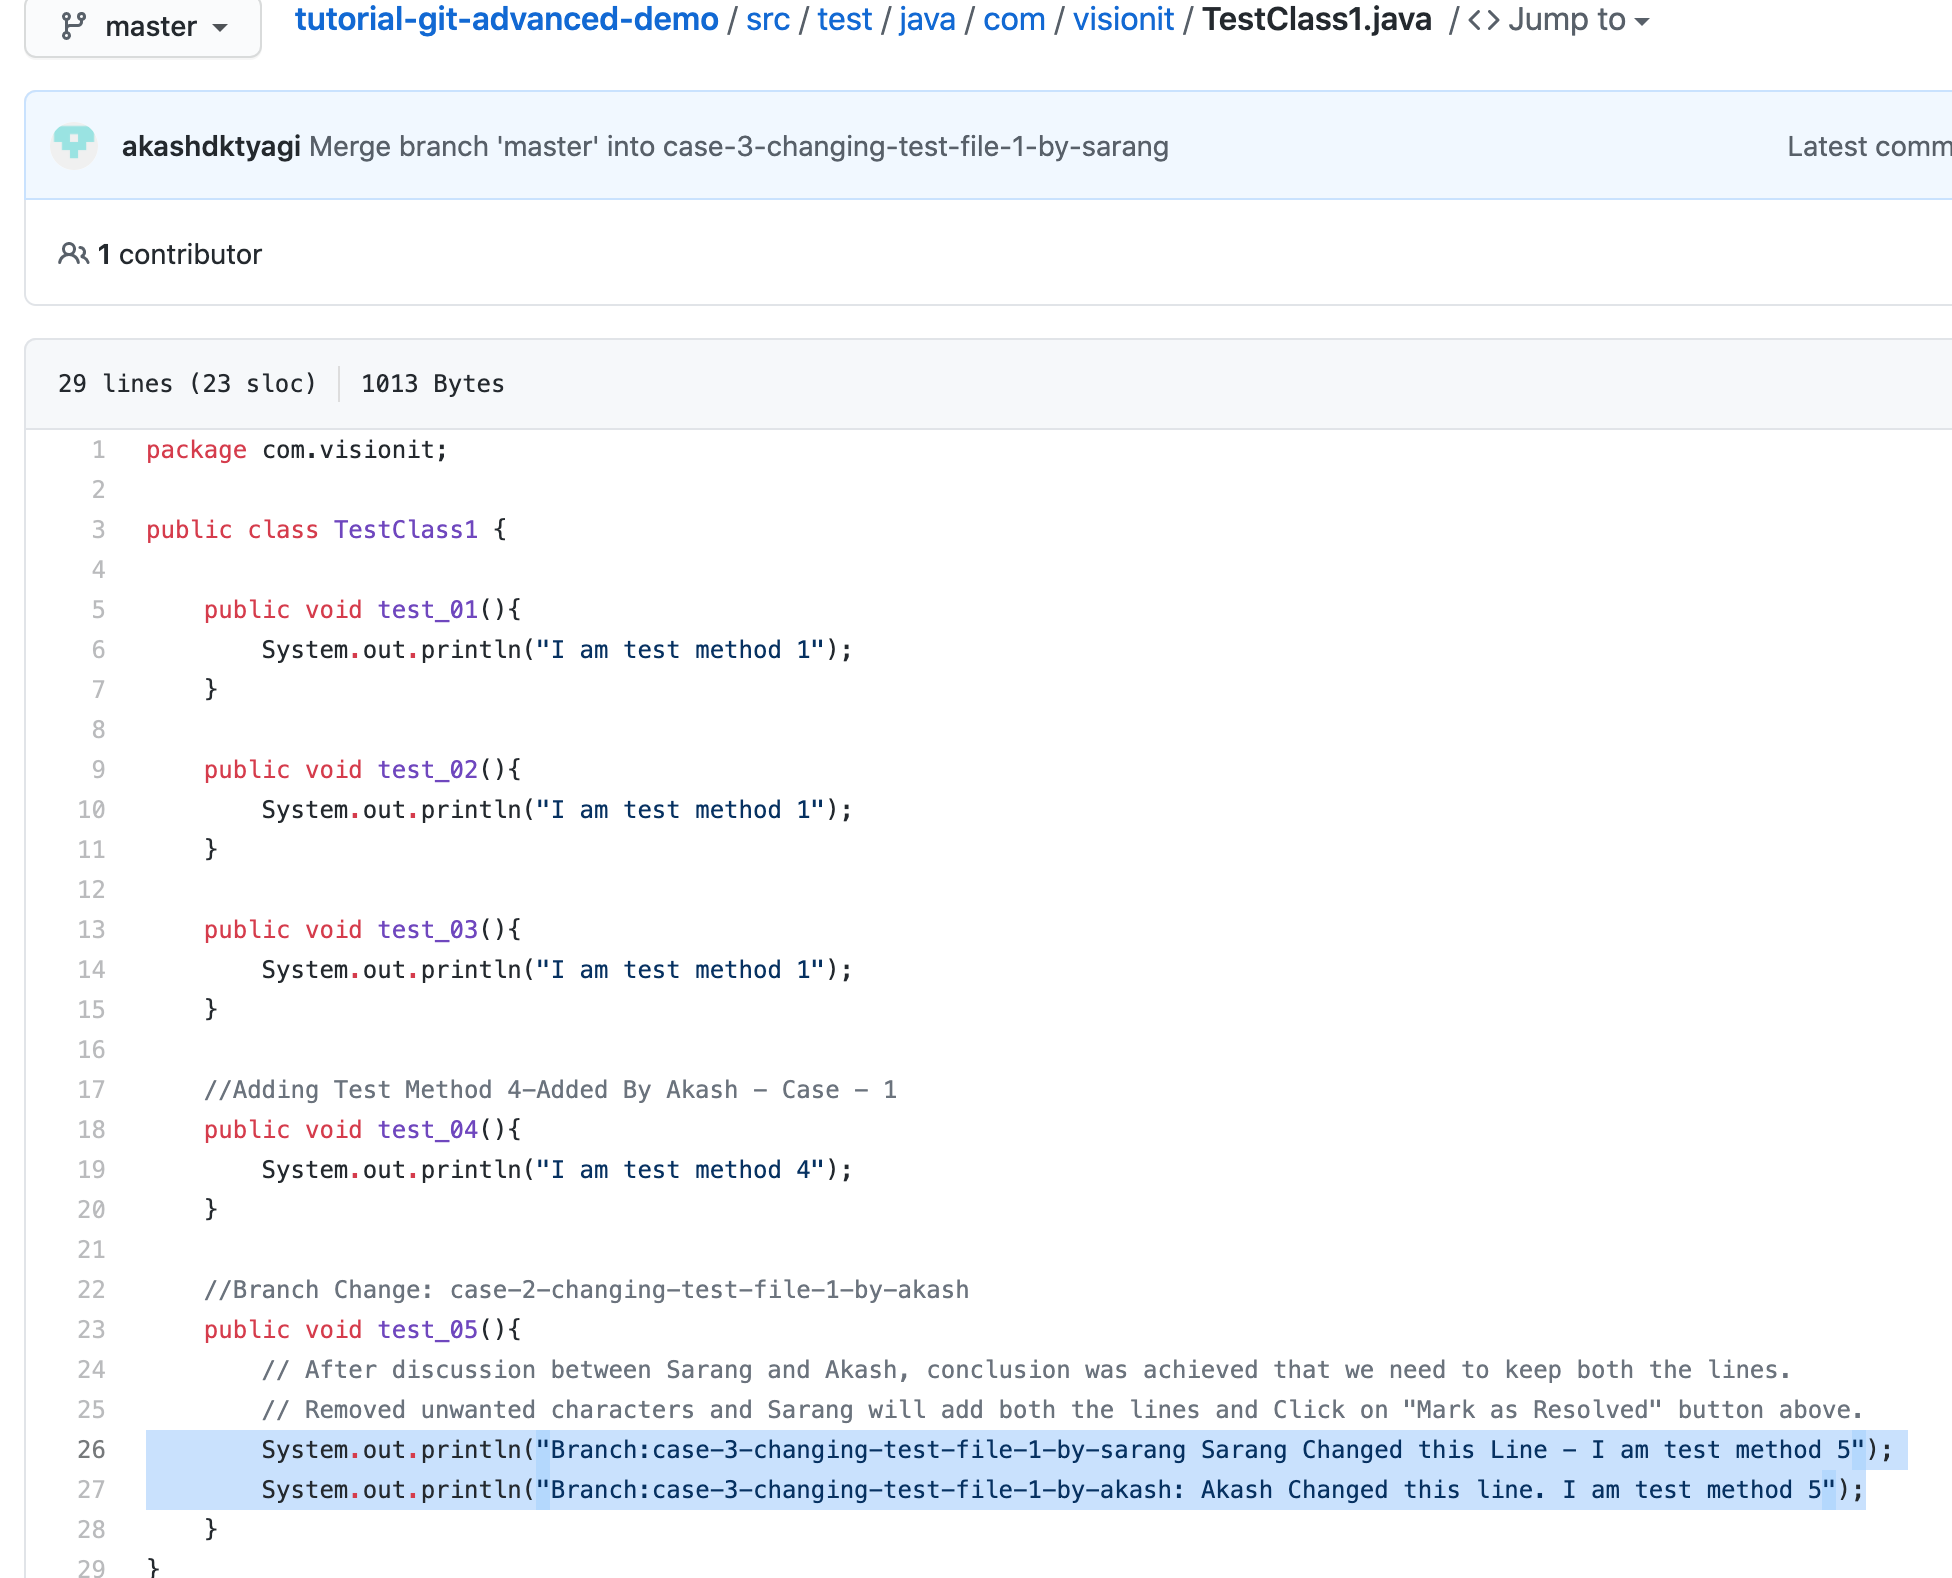 master tutorial-git-advanced-demo / src / test / java / com / visionit / TestClass1.java / <> Jump to
akashdktyagi Merge branch 'master' into case-3-changing-test-file-1-by-sarang Latest comm
1 contributor
29 lines (23 sloc) 1013 Bytes
1 package com.visionit;
2
3 public class TestClass1 {
4
5 public void test_01(){
6 System.out.println("I am test method 1");
7 }
8
9 public void test_02(){
10 System.out.println("I am test method 1");
11 }
12
13 public void test_03(){
14 System.out.println("I am test method 1");
15 }
16
17 //Adding Test Method 4-Added By Akash - Case - 1
18 public void test_04(){
19 System.out.println("I am test method 4");
20 }
21
22 //Branch Change: case-2-changing-test-file-1-by-akash
23 public void test_05(){
24 // After discussion between Sarang and Akash, conclusion was achieved that we need to keep both the lines.
25 // Removed unwanted characters and Sarang will add both the lines and Click on "Mark as Resolved" button above.
26 System.out.println("Branch:case-3-changing-test-file-1-by-sarang Sarang Changed this Line - I am test method 5");
27 System.out.println("Branch:case-3-changing-test-file-1-by-akash: Akash Changed this line. I am test method 5");
28 }
29 }